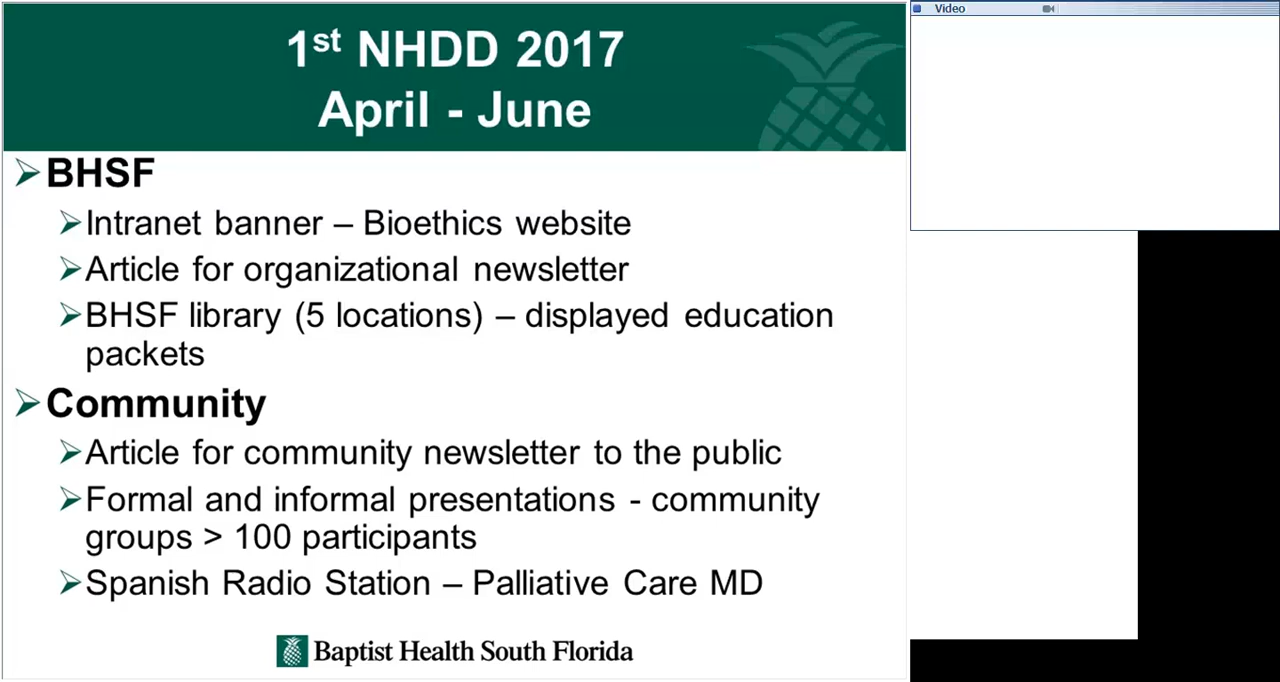 1st NHDD 2017
April - June
BHSF
Intranet banner – Bioethics website
Article for organizational newsletter
BHSF library (5 locations) – displayed education
packets
Community
Article for community newsletter to the public
Formal and informal presentations - community
groups > 100 participants
Spanish Radio Station – Palliative Care MD
Baptist Health South Florida
Video